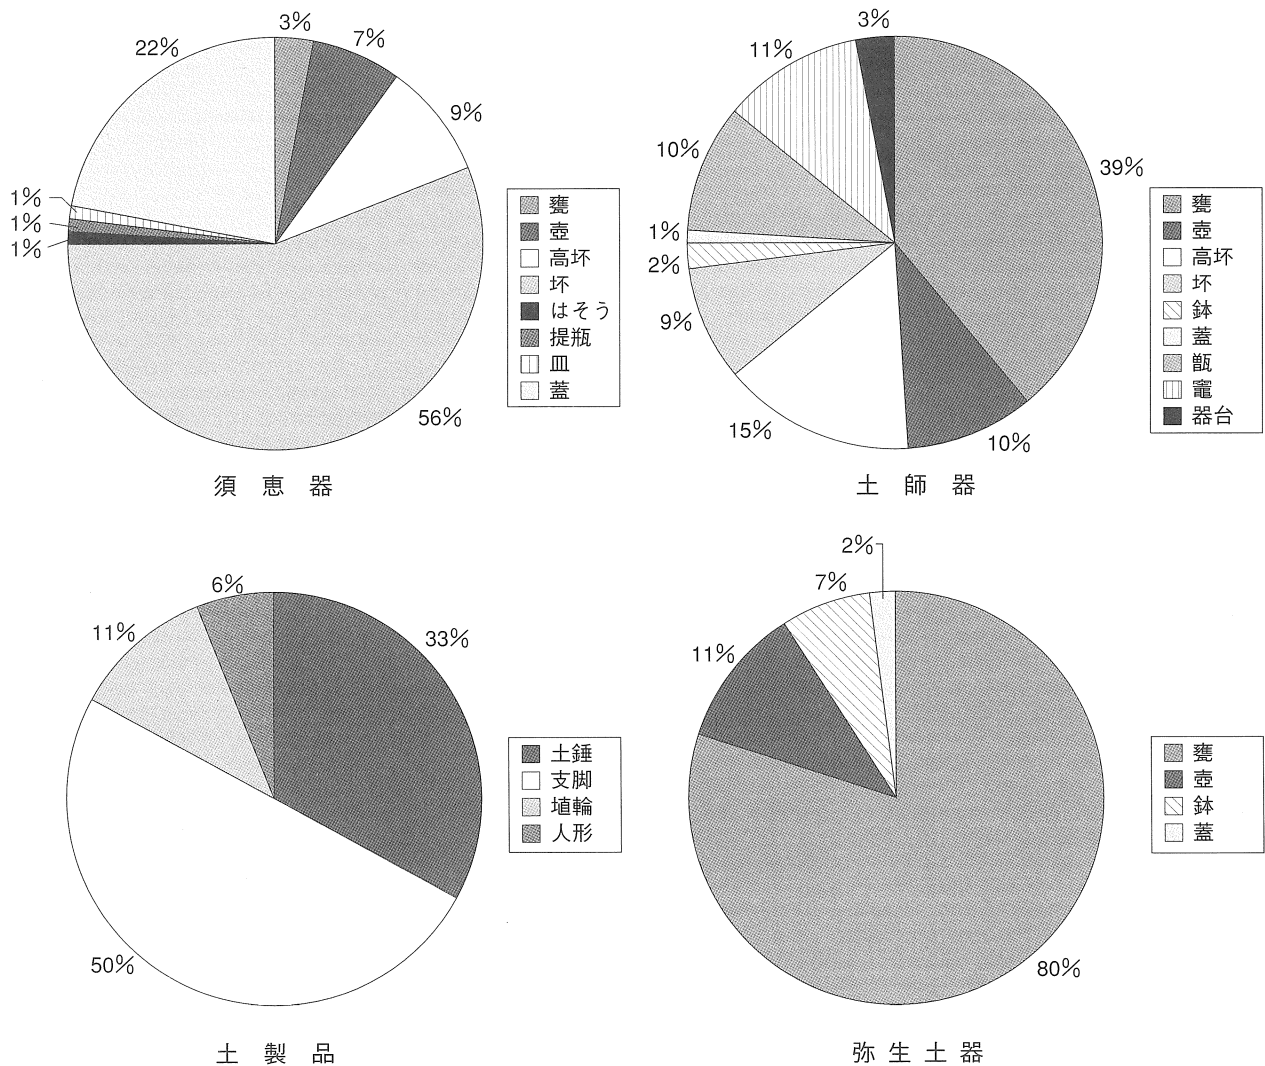 3%
7%
9%
56%
1%
1%
1%
22%
甕
壺
高坏
坏
はそう
提瓶
皿
蓋
須恵器
39%
10%
15%
9%
2%
1%
10%
11%
3%
甕
壺
高坏
坏
鉢
蓋
甑
竈
器台
土師器
33%
50%
11%
6%
土錘
支脚
埴輪
人形
土製品
80%
11%
7%
2%
甕
壺
鉢
蓋
弥生土器